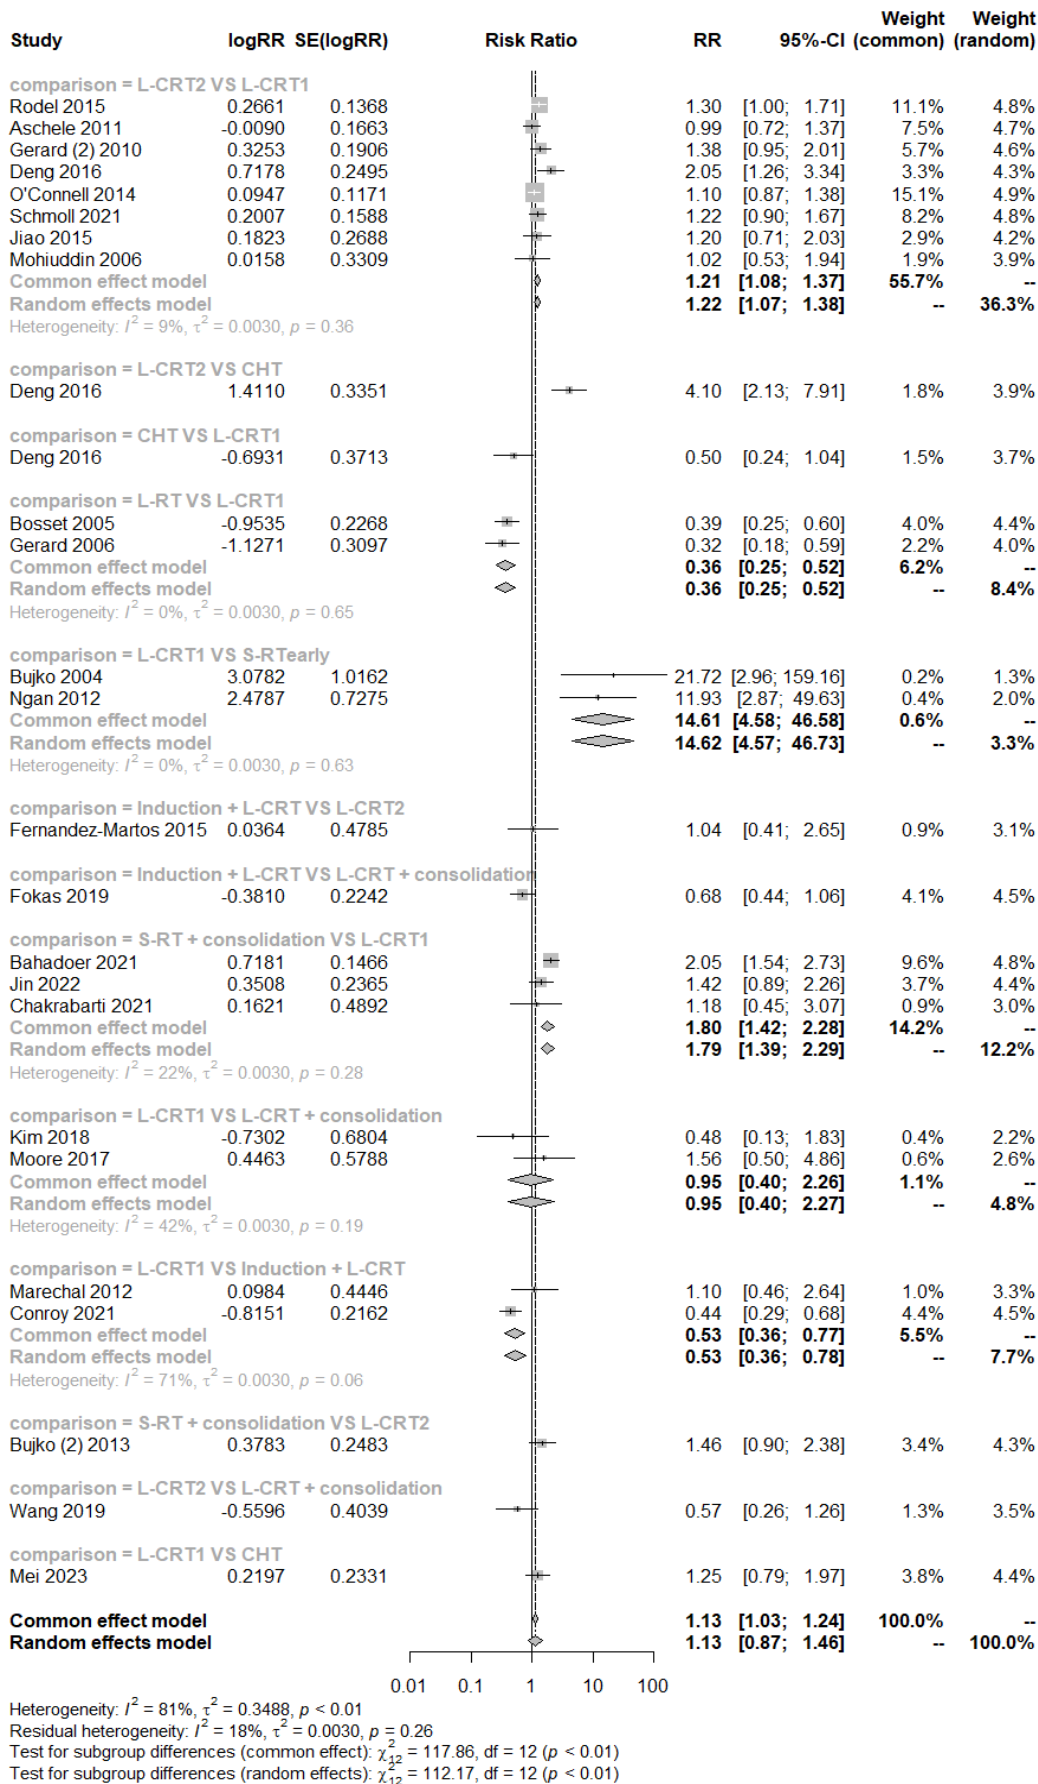 Weight Weight
Study logRR SE(logRR) Risk Ratio RR 95%-CI (common) (random)
comparison = L-CRT2 VS L-CRT1
Rodel 2015 0.2661 0.1368 1.30 [1.00; 1.71] 11.1% 4.8%
Aschele 2011 -0.0090 0.1663 0.99 [0.72; 1.37] 7.5% 4.7%
Gerard (2) 2010 0.3253 0.1906 1.38 [0.95; 2.01] 5.7% 4.6%
Deng 2016 0.7178 0.2495 2.05 [1.26; 3.34] 3.3% 4.3%
O'Connell 2014 0.0947 0.1171 1.10 [0.87; 1.38] 15.1% 4.9%
Schmoll 2021 0.2007 0.1588 1.22 [0.90; 1.67] 8.2% 4.8%
Jiao 2015 0.1823 0.2688 1.20 [0.71; 2.03] 2.9% 4.2%
Mohiuddin 2006 0.0158 0.3309 1.02 [0.53; 1.94] 1.9% 3.9%
Common effect model 1.21 [1.08; 1.37] 55.7% --
Random effects model 1.22 [1.07; 1.38] -- 36.3%
Heterogeneity: I² = 9%, τ² = 0.0030, p = 0.36
comparison = L-CRT2 VS CHT
Deng 2016 1.4110 0.3351 4.10 [2.13; 7.91] 1.8% 3.9%
comparison = CHT VS L-CRT1
Deng 2016 -0.6931 0.3713 0.50 [0.24; 1.04] 1.5% 3.7%
comparison = L-RT VS L-CRT1
Bosset 2005 -0.9535 0.2268 0.39 [0.25; 0.60] 4.0% 4.4%
Gerard 2006 -1.1271 0.3097 0.32 [0.18; 0.59] 2.2% 4.0%
Common effect model 0.36 [0.25; 0.52] 6.2% --
Random effects model 0.36 [0.25; 0.52] -- 8.4%
Heterogeneity: I² = 0%, τ² = 0.0030, p = 0.65
comparison = L-CRT1 VS S-RTearly
Bujko 2004 3.0782 1.0162 21.72 [2.96; 159.16] 0.2% 1.3%
Ngan 2012 2.4787 0.7275 11.93 [2.87; 49.63] 0.4% 2.0%
Common effect model 14.61 [4.58; 46.58] 0.6% --
Random effects model 14.62 [4.57; 46.73] -- 3.3%
Heterogeneity: I² = 0%, τ² = 0.0030, p = 0.63
comparison = Induction + L-CRT VS L-CRT2
Fernandez-Martos 2015 0.0364 0.4785 1.04 [0.41; 2.65] 0.9% 3.1%
comparison = Induction + L-CRT VS L-CRT + consolidation
Fokas 2019 -0.3810 0.2242 0.68 [0.44; 1.06] 4.1% 4.5%
comparison = S-RT + consolidation VS L-CRT1
Bahadoer 2021 0.7181 0.1466 2.05 [1.54; 2.73] 9.6% 4.8%
Jin 2022 0.3508 0.2365 1.42 [0.89; 2.26] 3.7% 4.4%
Chakrabarti 2021 0.1621 0.4892 1.18 [0.45; 3.07] 0.9% 3.0%
Common effect model 1.80 [1.42; 2.28] 14.2% --
Random effects model 1.79 [1.39; 2.29] -- 12.2%
Heterogeneity: I² = 22%, τ² = 0.0030, p = 0.28
comparison = L-CRT1 VS L-CRT + consolidation
Kim 2018 -0.7302 0.6804 0.48 [0.13; 1.83] 0.4% 2.2%
Moore 2017 0.4463 0.5788 1.56 [0.50; 4.86] 0.6% 2.6%
Common effect model 0.95 [0.40; 2.26] 1.1% --
Random effects model 0.95 [0.40; 2.27] -- 4.8%
Heterogeneity: I² = 42%, τ² = 0.0030, p = 0.19
comparison = L-CRT1 VS Induction + L-CRT
Marechal 2012 0.0984 0.4446 1.10 [0.46; 2.64] 1.0% 3.3%
Conroy 2021 -0.8151 0.2162 0.44 [0.29; 0.68] 4.4% 4.5%
Common effect model 0.53 [0.36; 0.77] 5.5% --
Random effects model 0.53 [0.36; 0.78] -- 7.7%
Heterogeneity: I² = 71%, τ² = 0.0030, p = 0.06
comparison = S-RT + consolidation VS L-CRT2
Bujko (2) 2013 0.3783 0.2483 1.46 [0.90; 2.38] 3.4% 4.3%
comparison = L-CRT2 VS L-CRT + consolidation
Wang 2019 -0.5596 0.4039 0.57 [0.26; 1.26] 1.3% 3.5%
comparison = L-CRT1 VS CHT
Mei 2023 0.2197 0.2331 1.25 [0.79; 1.97] 3.8% 4.4%
Common effect model 1.13 [1.03; 1.24] 100.0% --
Random effects model 1.13 [0.87; 1.46] -- 100.0%
0.01 0.1 1 10 100
Heterogeneity: I² = 81%, τ² = 0.3488, p < 0.01
Residual heterogeneity: I² = 18%, τ² = 0.0030, p = 0.26
Test for subgroup differences (common effect): χ²₁₂ = 117.86, df = 12 (p < 0.01)
Test for subgroup differences (random effects): χ²₁₂ = 112.17, df = 12 (p < 0.01)